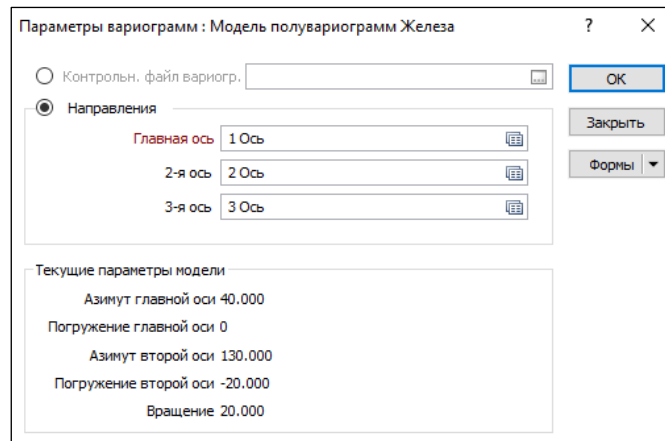 Параметры вариограмм : Модель полувариограмм Железа ? ×
Контрольн. файл вариогр. ...
ОК
Направления
Закрыть
Главная ось 1 Ось
Формы
2-я ось 2 Ось
3-я ось 3 Ось
Текущие параметры модели
Азимут главной оси 40.000
Погружение главной оси 0
Азимут второй оси 130.000
Погружение второй оси -20.000
Вращение 20.000